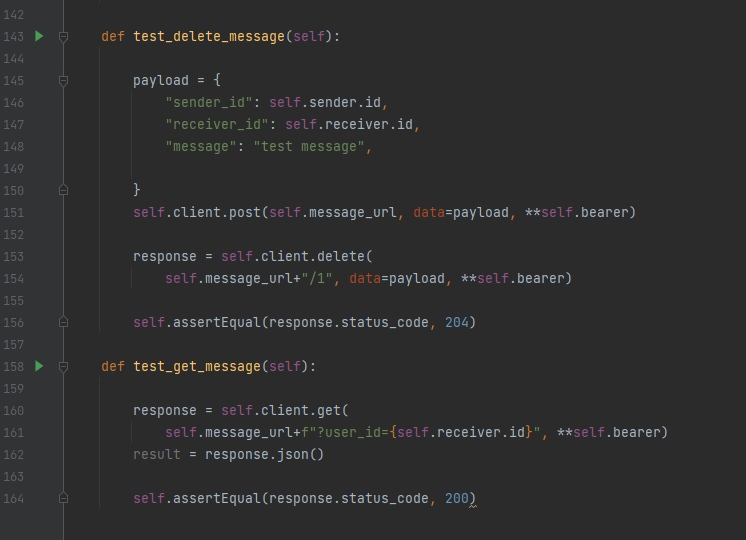 142
143 def test_delete_message(self):
144
145 payload = {
146 "sender_id": self.sender.id,
147 "receiver_id": self.receiver.id,
148 "message": "test message",
149
150 }
151 self.client.post(self.message_url, data=payload, **self.bearer)
152
153 response = self.client.delete(
154 self.message_url+"/1", data=payload, **self.bearer)
155
156 self.assertEqual(response.status_code, 204)
157
158 def test_get_message(self):
159
160 response = self.client.get(
161 self.message_url+f"?user_id={self.receiver.id}", **self.bearer)
162 result = response.json()
163
164 self.assertEqual(response.status_code, 200)